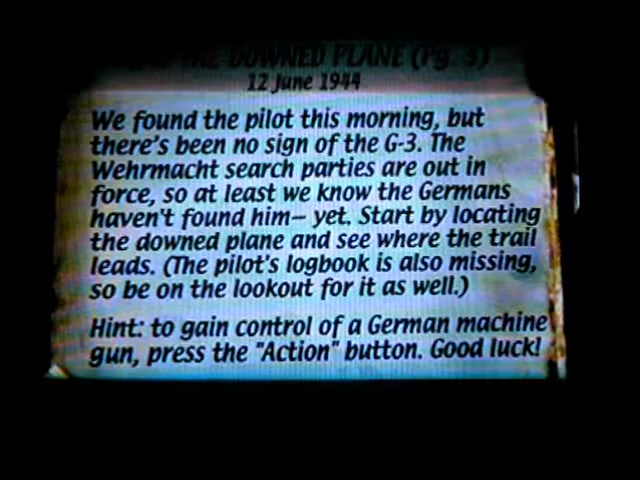 THE DOWNED PLANE (Pg. 3)
12 June 1944
We found the pilot this morning, but
there's been no sign of the G-3. The
Wehrmacht search parties are out in
force, so at least we know the Germans
haven't found him– yet. Start by locating
the downed plane and see where the trail
leads. (The pilot's logbook is also missing,
so be on the lookout for it as well.)
Hint: to gain control of a German machine
gun, press the "Action" button. Good luck!